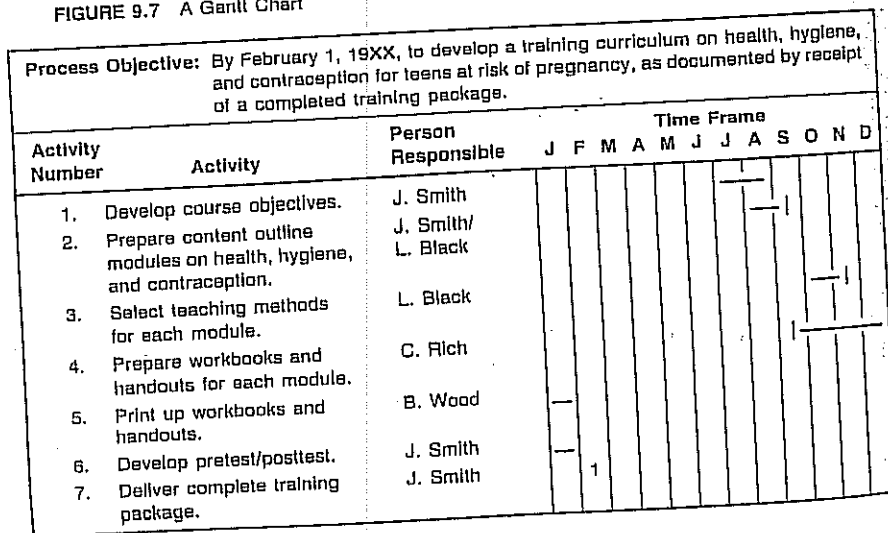 FIGURE 9.7 A Gantt Chart
Process Objective: By February 1, 19XX, to develop a training curriculum on health, hygiene,
and contraception for teens at risk of pregnancy, as documented by receipt
of a completed training package.
Activity Number Activity Person Responsible Time Frame
J F M A M J J A S O N D
1. Develop course objectives. J. Smith
2. Prepare content outline J. Smith/
modules on health, hygiene, L. Black
and contraception.
3. Select teaching methods L. Black
for each module.
4. Prepare workbooks and C. Rich
handouts for each module.
5. Print up workbooks and B. Wood
handouts.
6. Develop pretest/posttest. J. Smith
7. Deliver complete training J. Smith 1
package.